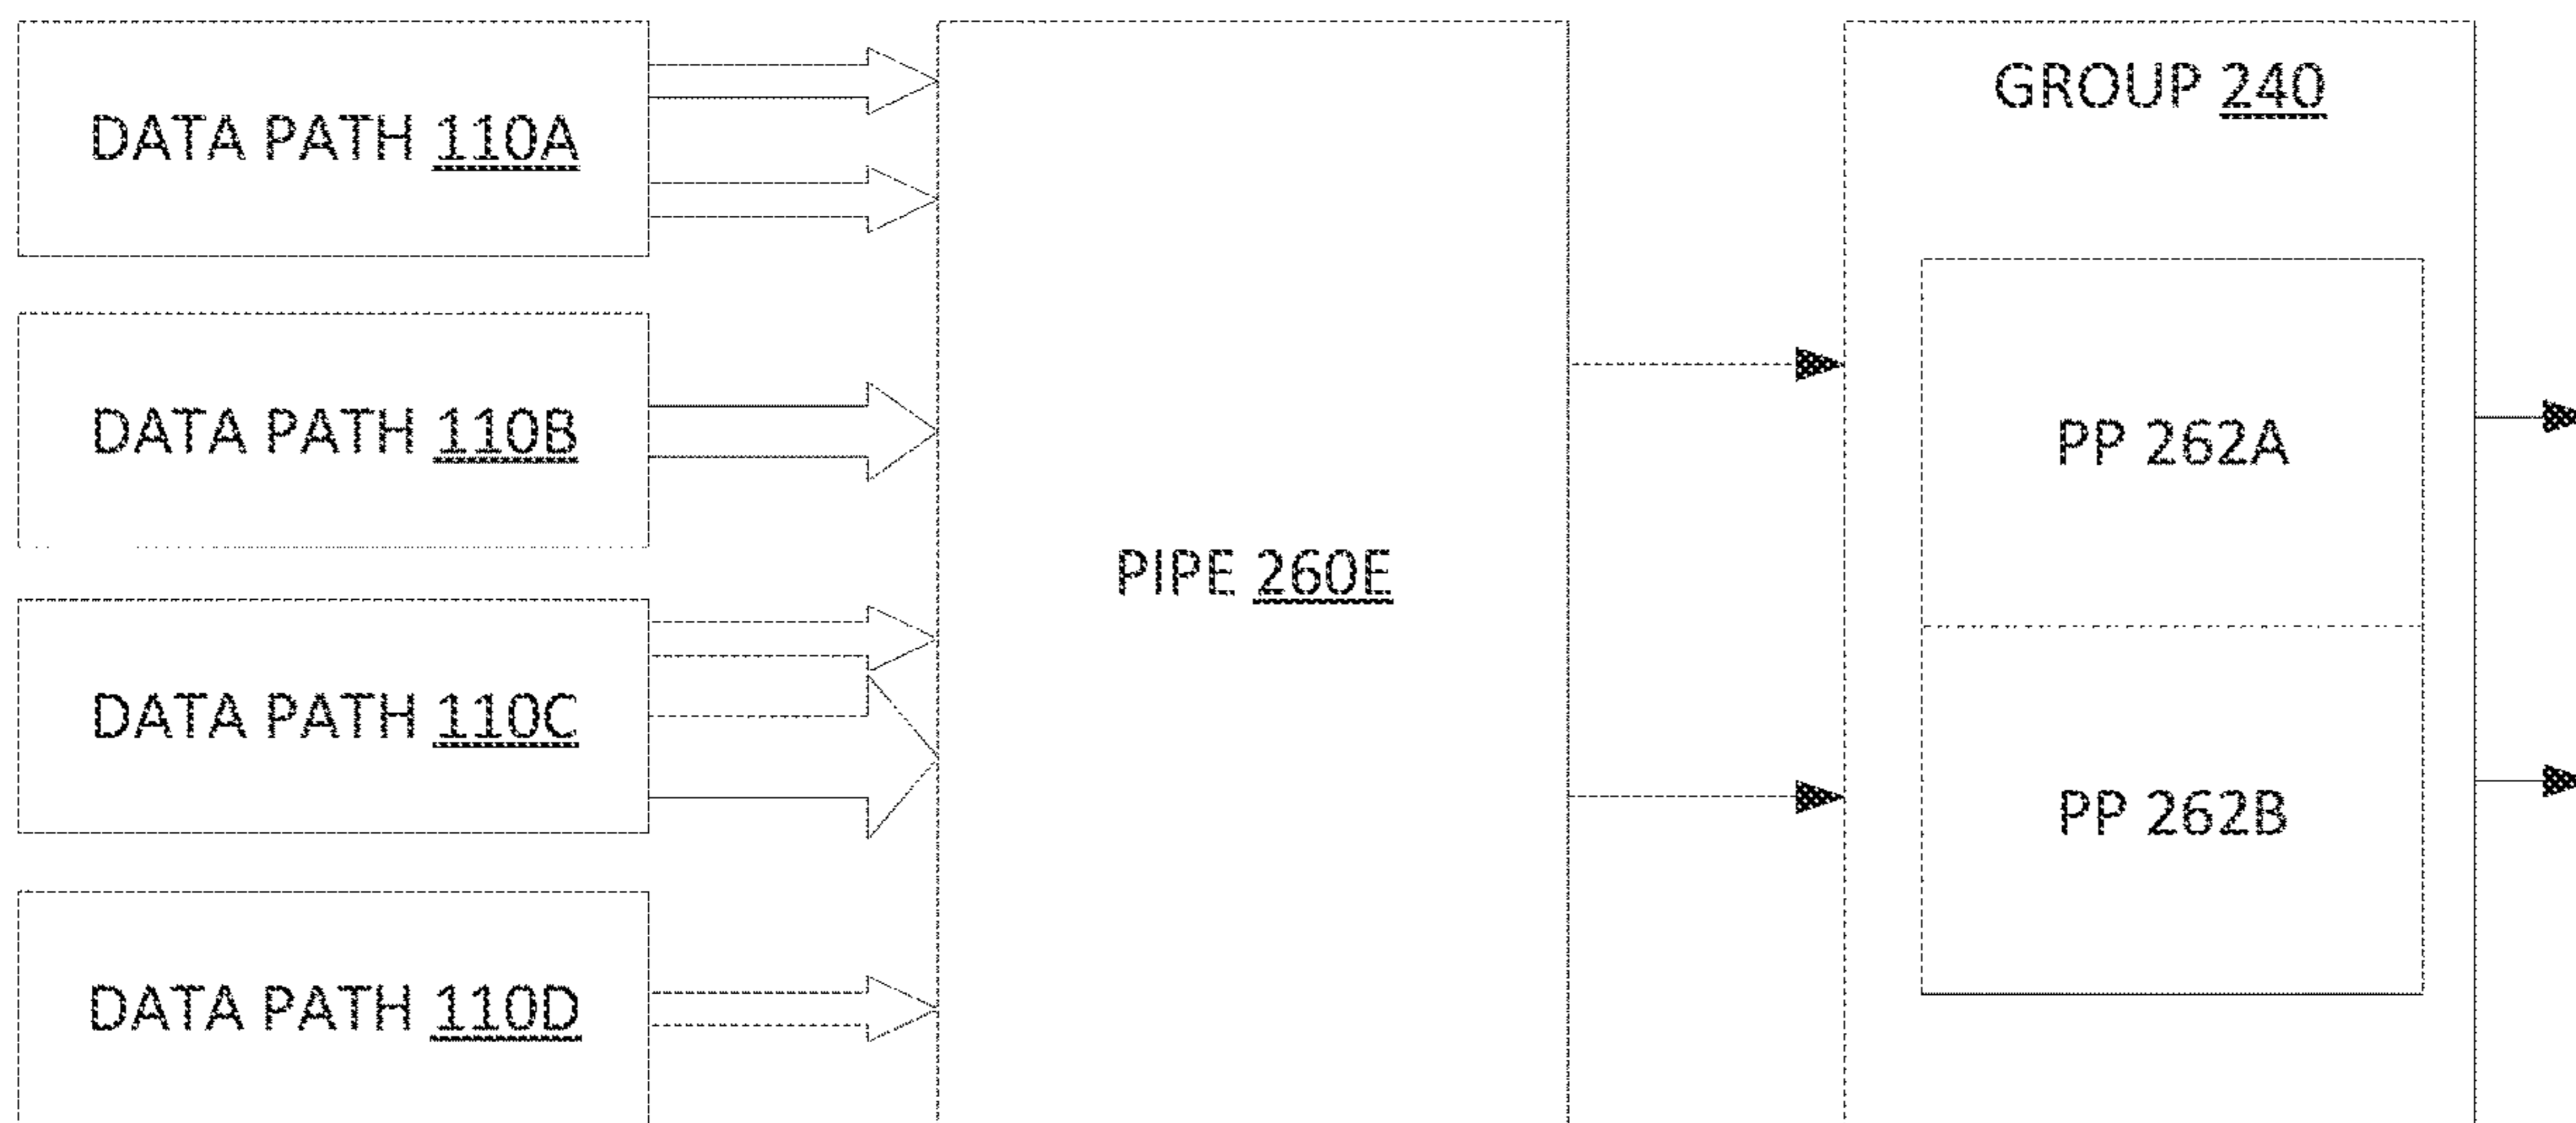 DATA PATH 110A
DATA PATH 110B
DATA PATH 110C
DATA PATH 110D
PIPE 260E
GROUP 240
PP 262A
PP 262B